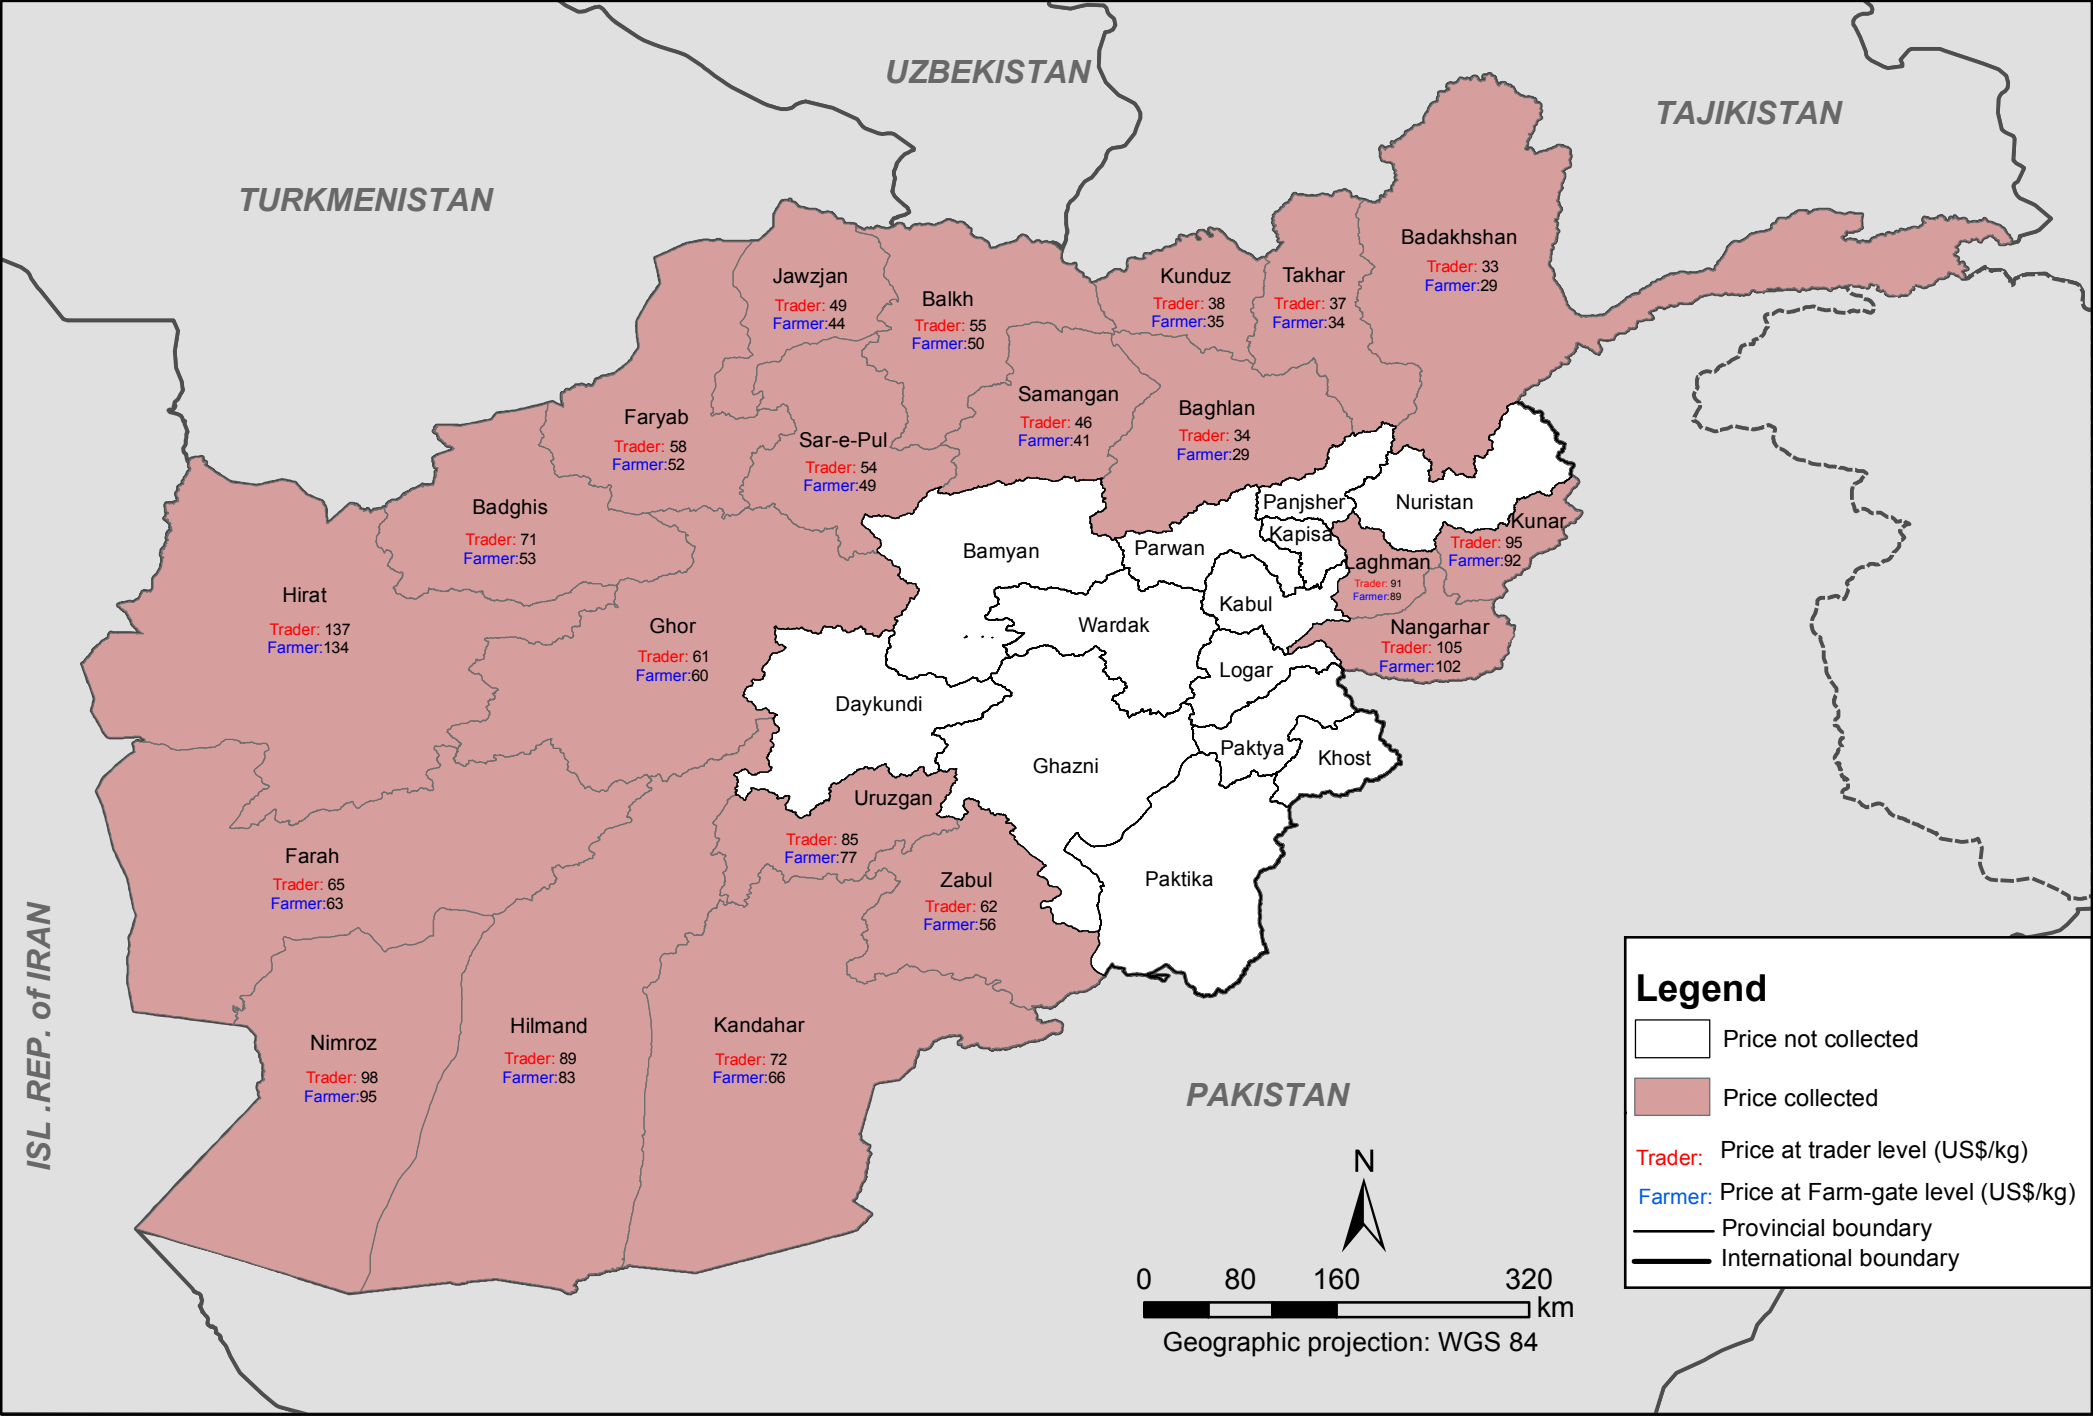 UZBEKISTAN
TAJIKISTAN
TURKMENISTAN
Badakhshan
Trader: 33
Farmer:29
Jawzjan
Trader: 49
Farmer:44
Balkh
Trader: 55
Farmer:50
Kunduz
Trader: 38
Farmer:35
Takhar
Trader: 37
Farmer:34
Samangan
Trader: 46
Farmer:41
Baghlan
Trader: 34
Farmer:29
Faryab
Trader: 58
Farmer:52
Sar-e-Pul
Trader: 54
Farmer:49
Badghis
Trader: 71
Farmer:53
Panjsher
Nuristan
Kunar
Trader: 95
Farmer:92
Kapisa
Parwan
Bamyan
Laghman
Trader: 91
Farmer:89
Hirat
Trader: 137
Farmer:134
Ghor
Trader: 61
Farmer:60
Wardak
Kabul
Nangarhar
Trader: 105
Farmer:102
Logar
Daykundi
Ghazni
Paktya
Khost
Uruzgan
Trader: 85
Farmer:77
Farah
Trader: 65
Farmer:63
Zabul
Trader: 62
Farmer:56
Paktika
ISL .REP. of IRAN
Nimroz
Trader: 98
Farmer:95
Hilmand
Trader: 89
Farmer:83
Kandahar
Trader: 72
Farmer:66
PAKISTAN
N
0 80 160 320
km
Geographic projection: WGS 84
Legend
Price not collected
Price collected
Trader: Price at trader level (US$/kg)
Farmer: Price at Farm-gate level (US$/kg)
Provincial boundary
International boundary